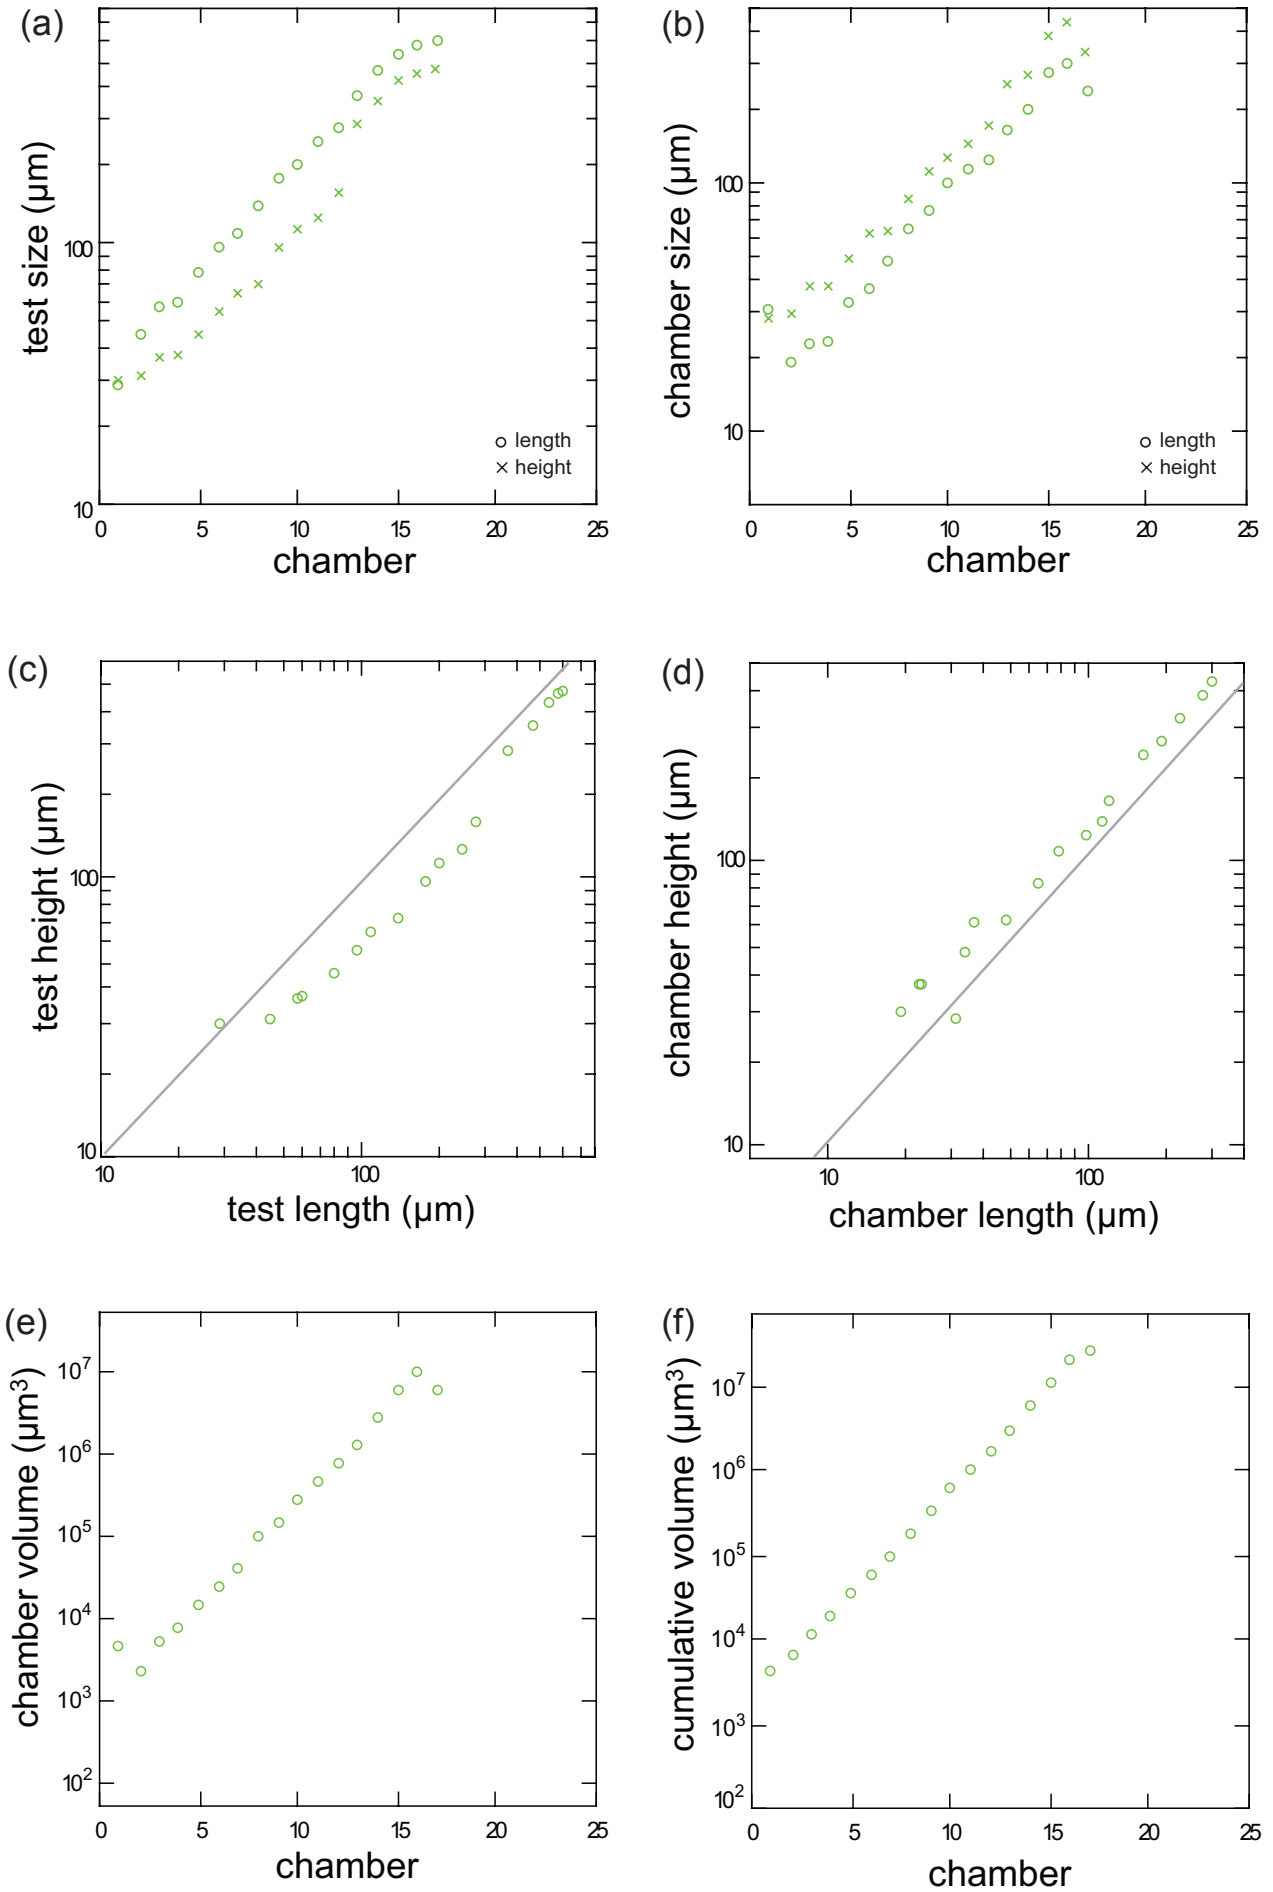 (a)
test size (µm)
100
10
○ length
× height
0 5 10 15 20 25
chamber
(b)
chamber size (µm)
100
10
○ length
× height
0 5 10 15 20 25
chamber
(c)
test height (µm)
100
10
10 100
test length (µm)
(d)
chamber height (µm)
100
10
10 100
chamber length (µm)
(e)
chamber volume (µm³)
10⁷
10⁶
10⁵
10⁴
10³
10²
0 5 10 15 20 25
chamber
(f)
cumulative volume (µm³)
10⁷
10⁶
10⁵
10⁴
10³
10²
0 5 10 15 20 25
chamber